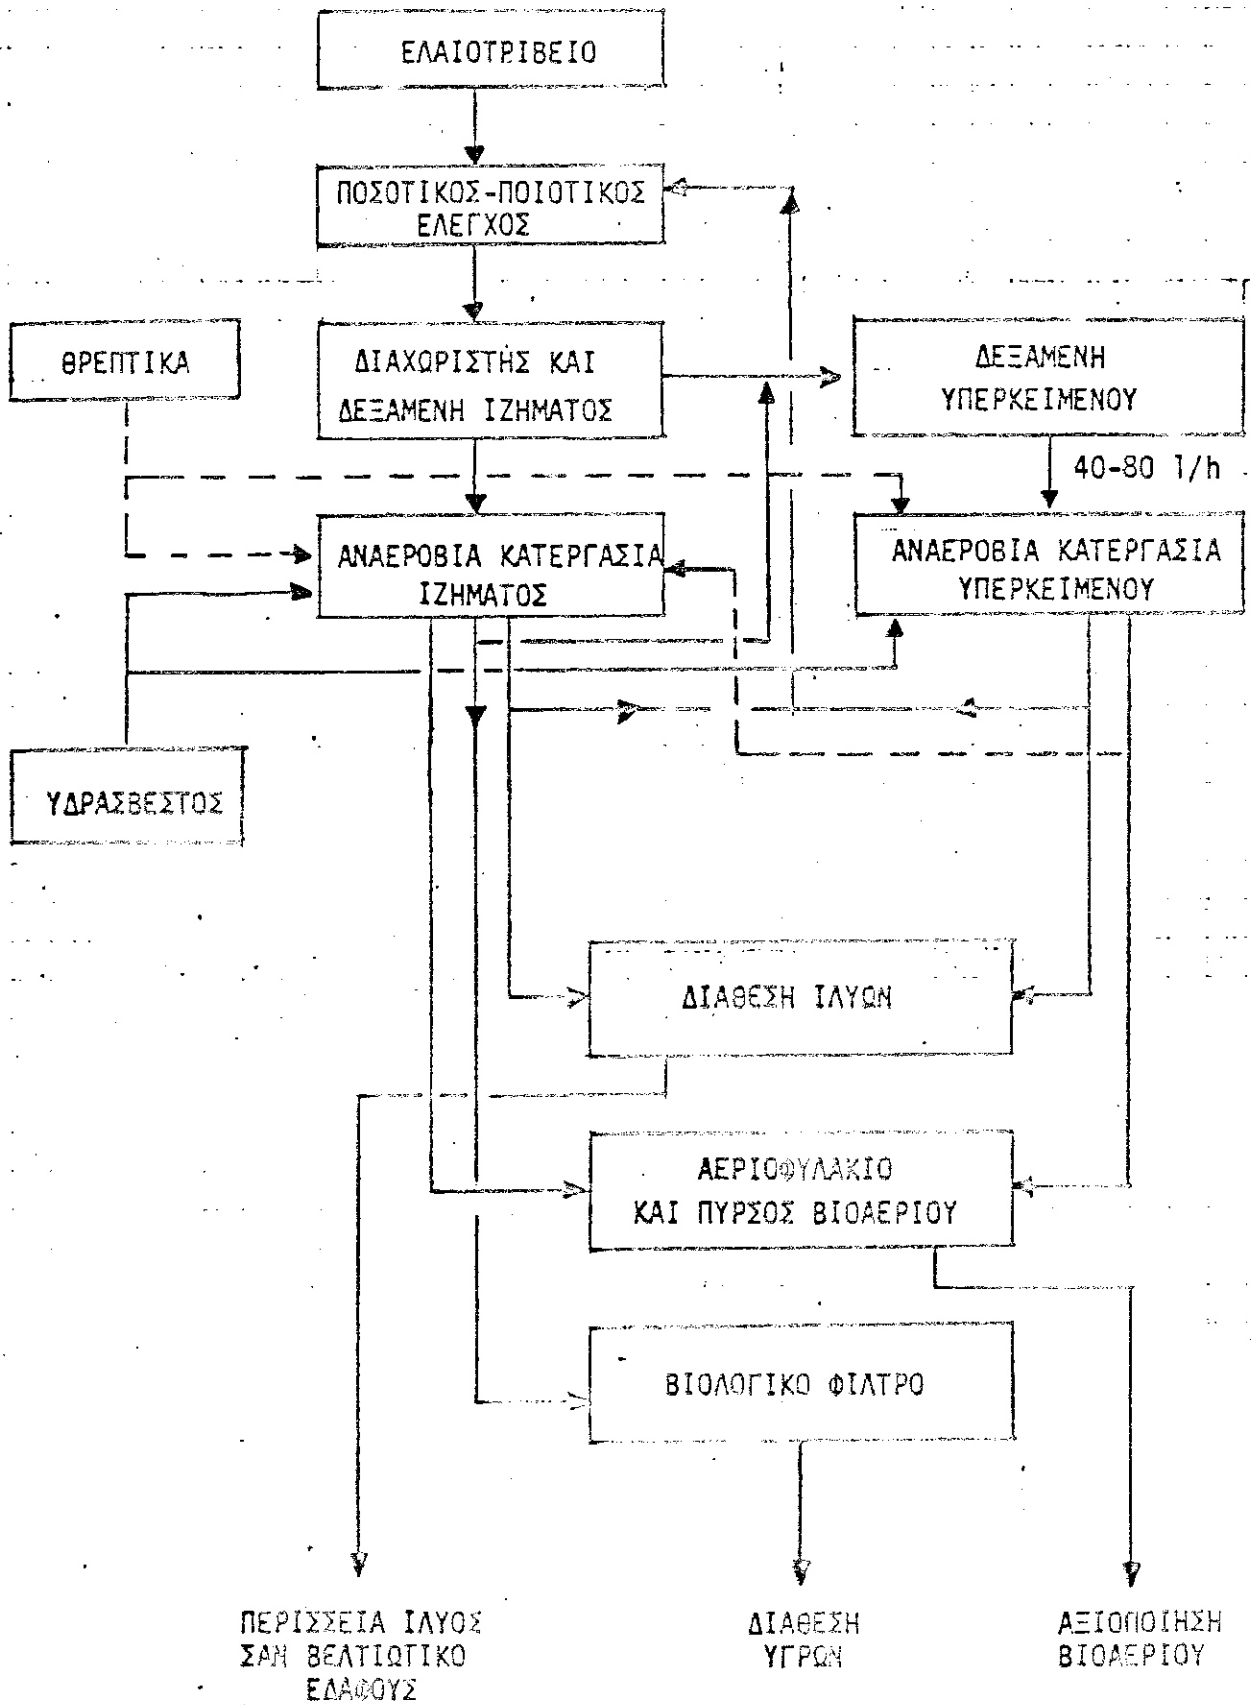 ΕΛΑΙΟΤΡΙΒΕΙΟ
ΠΟΣΟΤΙΚΟΣ-ΠΟΙΟΤΙΚΟΣ
ΕΛΕΓΧΟΣ
ΘΡΕΠΤΙΚΑ
ΔΙΑΧΩΡΙΣΤΗΣ ΚΑΙ
ΔΕΞΑΜΕΝΗ ΙΖΗΜΑΤΟΣ
ΔΕΞΑΜΕΝΗ
ΥΠΕΡΚΕΙΜΕΝΟΥ
40-80 l/h
ΑΝΑΕΡΟΒΙΑ ΚΑΤΕΡΓΑΣΙΑ
ΙΖΗΜΑΤΟΣ
ΑΝΑΕΡΟΒΙΑ ΚΑΤΕΡΓΑΣΙΑ
ΥΠΕΡΚΕΙΜΕΝΟΥ
ΥΔΡΑΣΒΕΣΤΟΣ
ΔΙΑΘΕΣΗ ΙΛΥΩΝ
ΑΕΡΙΟΦΥΛΑΚΙΟ
ΚΑΙ ΠΥΡΣΟΣ ΒΙΟΑΕΡΙΟΥ
ΒΙΟΛΟΓΙΚΟ ΦΙΛΤΡΟ
ΠΕΡΙΣΣΕΙΑ ΙΛΥΟΣ
ΣΑΝ ΒΕΛΤΙΩΤΙΚΟ
ΕΔΑΦΟΥΣ
ΔΙΑΘΕΣΗ
ΥΓΡΩΝ
ΑΞΙΟΠΟΙΗΣΗ
ΒΙΟΑΕΡΙΟΥ